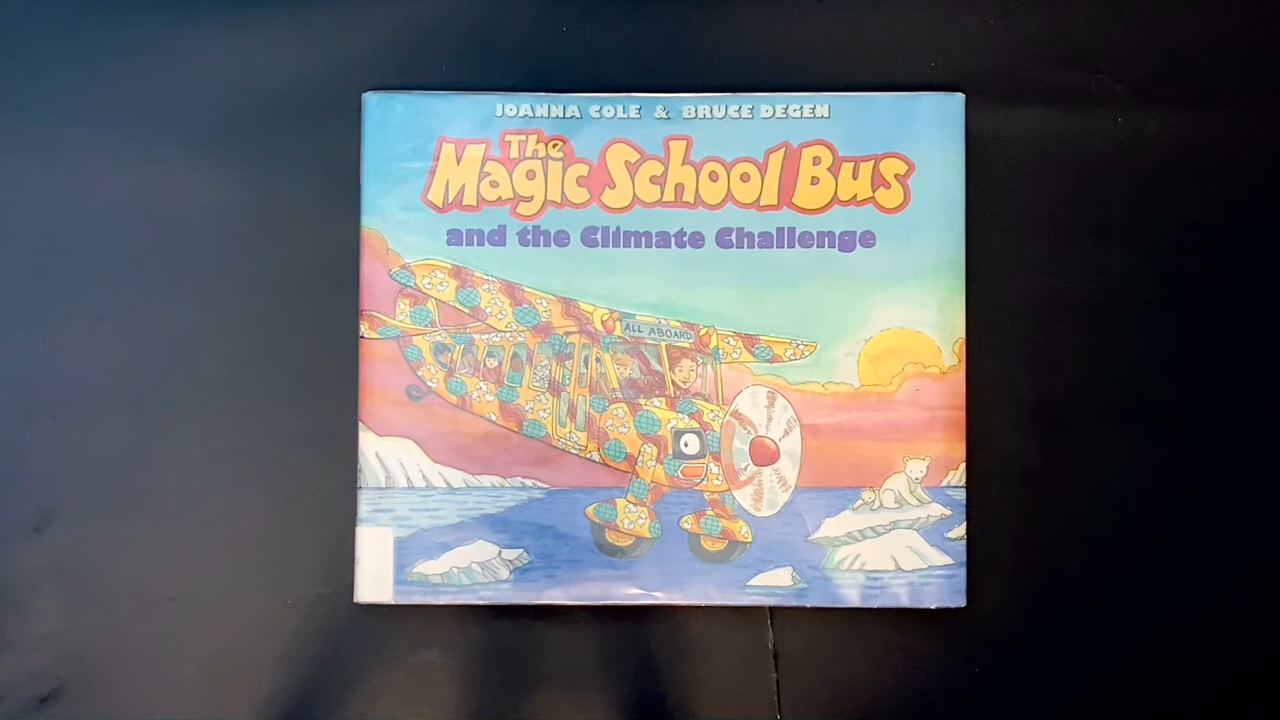 JOANNA COLE & BRUCE DEGEN
The
Magic School Bus
and the Climate Challenge
ALL ABOARD